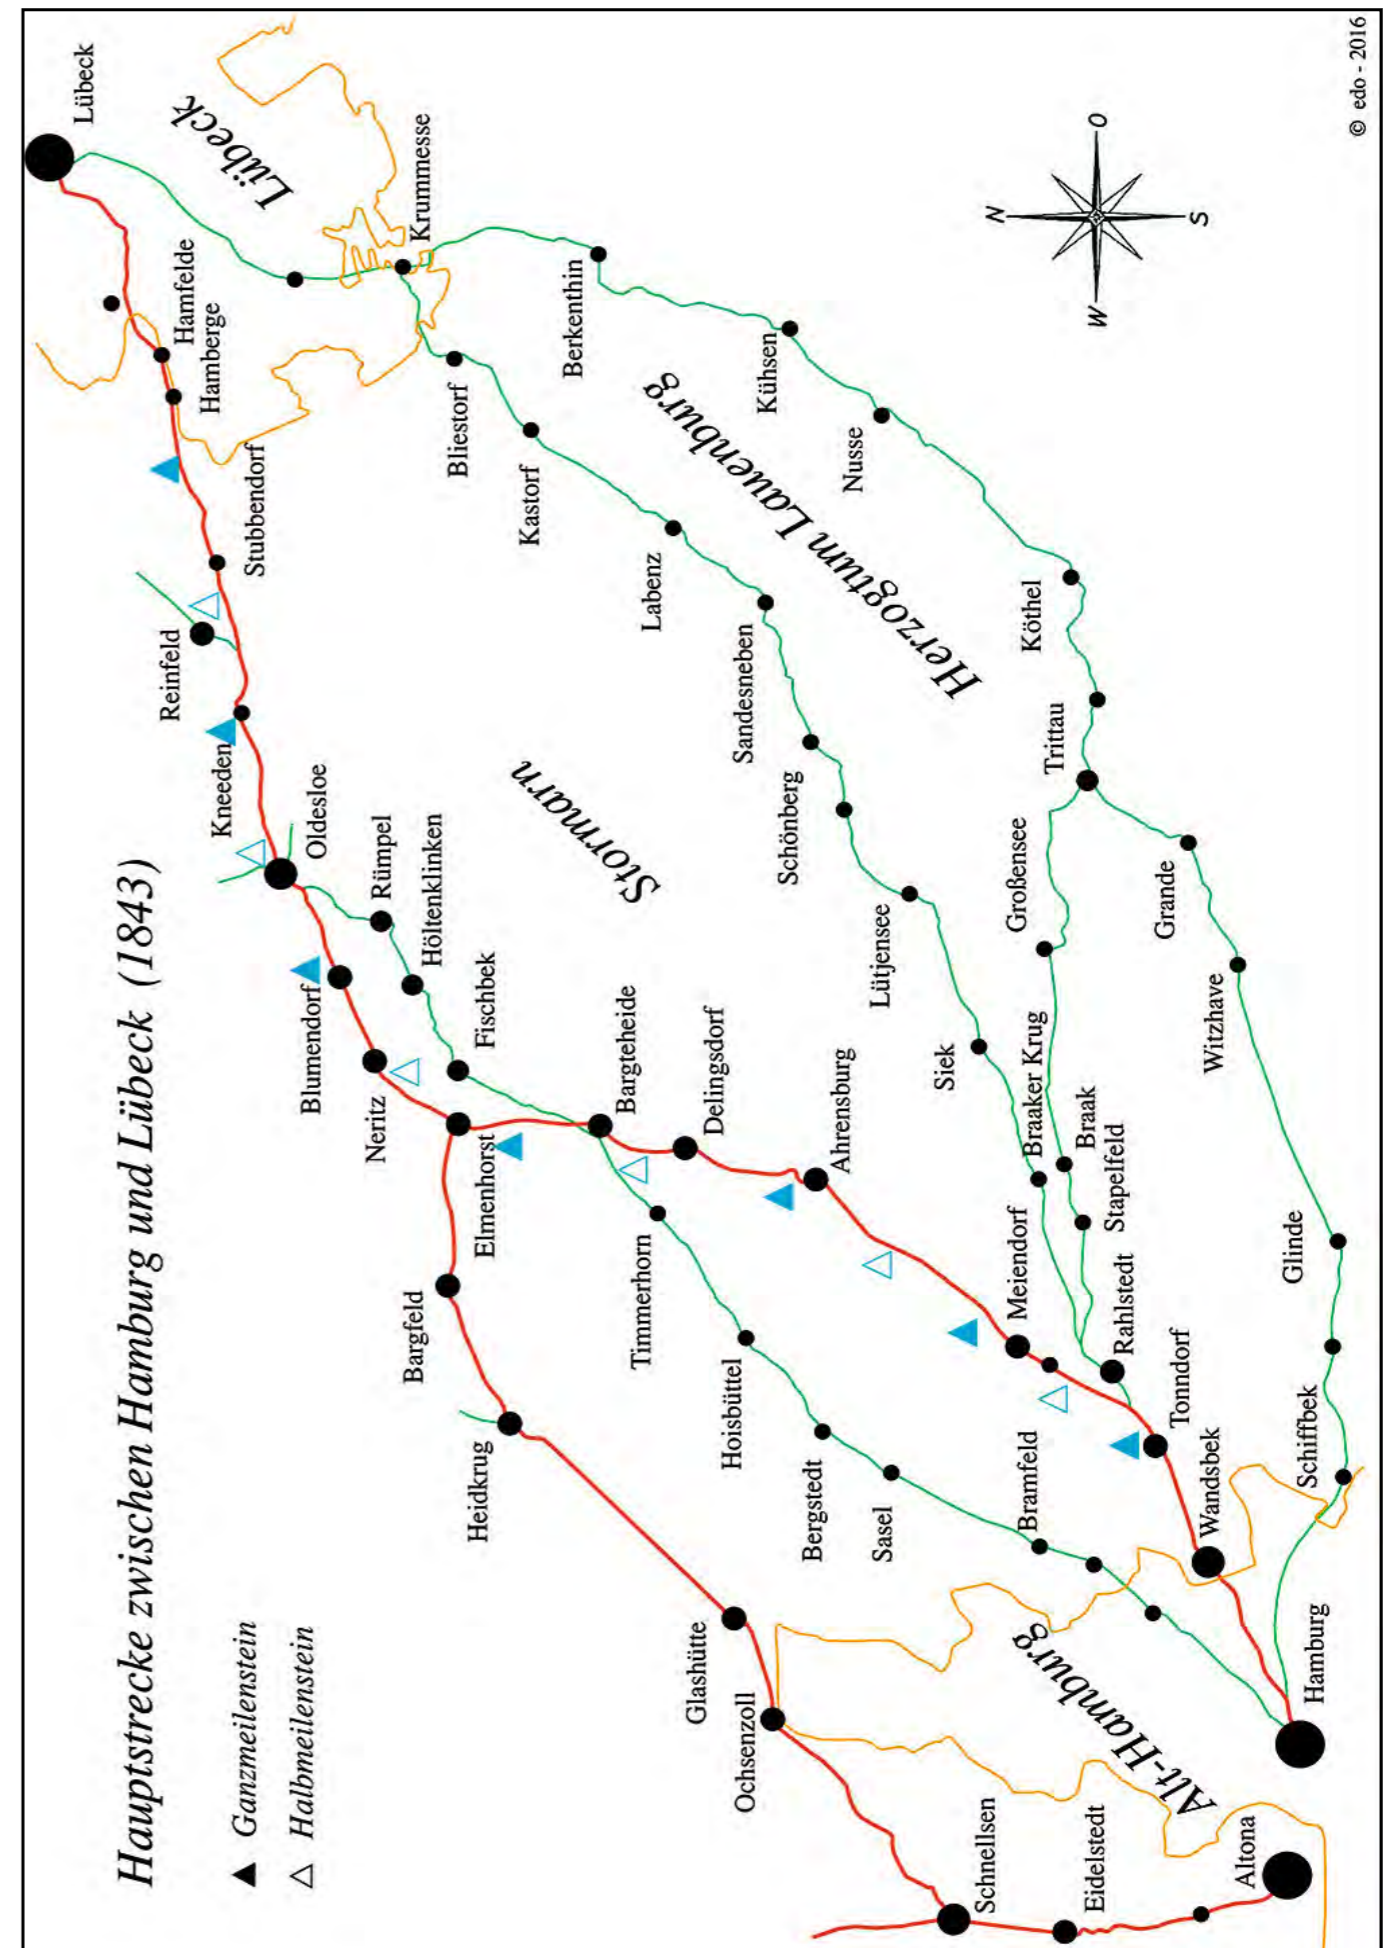 Hauptstrecke zwischen Hamburg und Lübeck (1843)
Ganzmeilenstein
Halbmeilenstein
Lübeck
Lübeck
Hamfelde
Hamberge
Krummesse
Stubbendorf
Bliestorf
Berkenthin
Reinfeld
Kastorf
Kühsen
Kneeden
Labenz
Nusse
Herzogtum Lauenburg
Oldesloe
Sandesneben
Köthel
Stormarn
Rümpel
Höltenklinken
Schönberg
Trittau
Blumendorf
Fischbek
Lütjensee
Großensee
Grande
Neritz
Bargteheide
Delingsdorf
Siek
Witzhave
Elmenhorst
Ahrensburg
Braaker Krug
Braak
Stapelfeld
Bargfeld
Timmerhorn
Meiendorf
Rahlstedt
Glinde
Heidkrug
Hoisbüttel
Tonndorf
Bergstedt
Sasel
Bramfeld
Wandsbek
Schiffbek
Glashütte
Ochsenzoll
Alt-Hamburg
Hamburg
Schnellsen
Eidelstedt
Altona
N
O
S
W
© edo - 2016